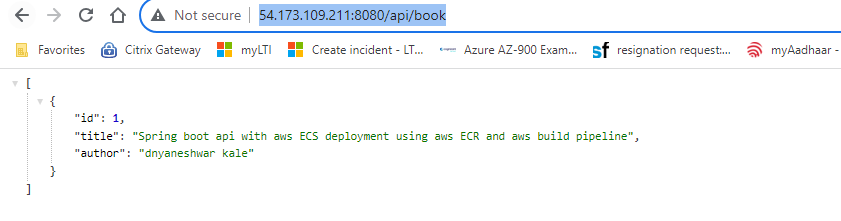 Not secure | 54.173.109.211:8080/api/book
Favorites Citrix Gateway myLTI Create incident - LT... Azure AZ-900 Exam... sf resignation request:... myAadhaar -
[
{
"id": 1,
"title": "Spring boot api with aws ECS deployment using aws ECR and aws build pipeline",
"author": "dnyaneshwar kale"
}
]